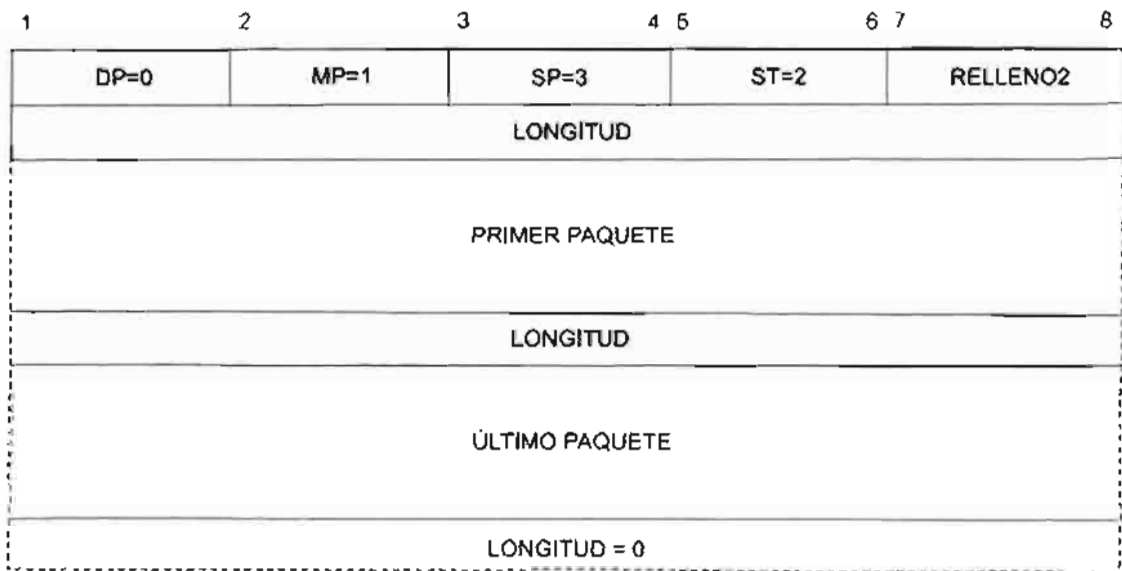 1 2 3 4 5 6 7 8
DP=0 MP=1 SP=3 ST=2 RELLENO2
LONGITUD
PRIMER PAQUETE
LONGITUD
ÚLTIMO PAQUETE
LONGITUD = 0